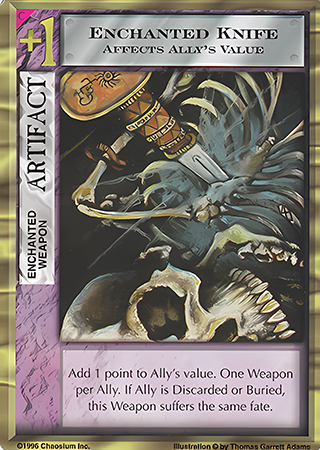 +1
ENCHANTED KNIFE
AFFECTS ALLY'S VALUE
ARTIFACT
ENCHANTED
WEAPON
Add 1 point to Ally's value. One Weapon
per Ally. If Ally is Discarded or Buried,
this Weapon suffers the same fate.
©1996 Chaosium Inc.
Illustration © by Thomas Garrett Adams